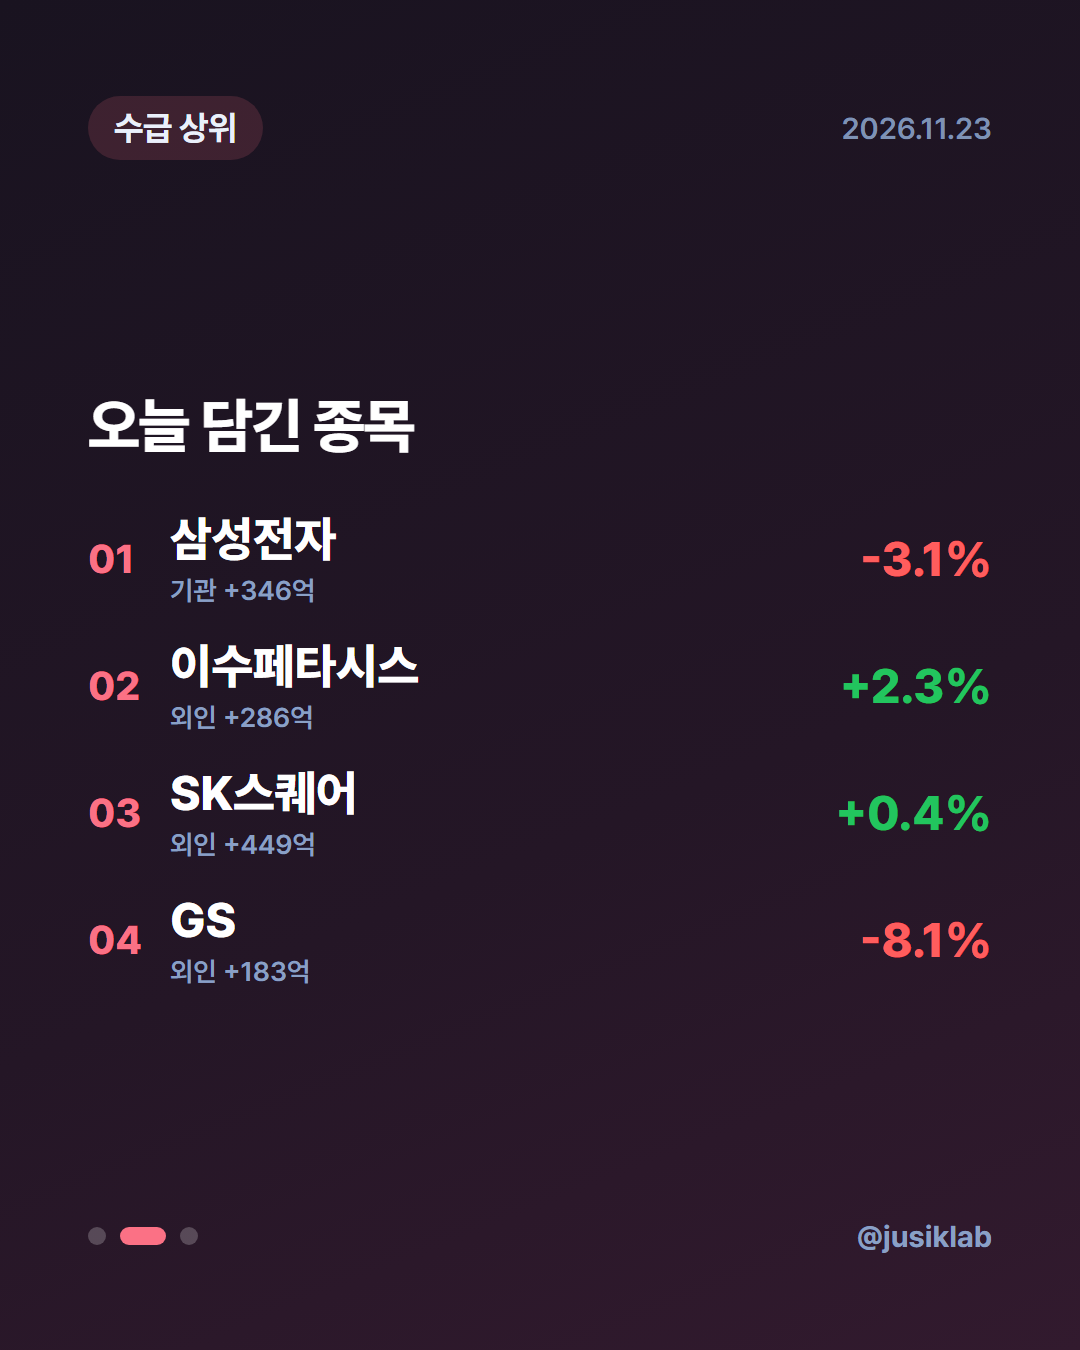 수급 상위
2026.11.23
오늘 담긴 종목
01
삼성전자
기관 +346억
-3.1%
02
이수페타시스
외인 +286억
+2.3%
03
SK스퀘어
외인 +449억
+0.4%
04
GS
외인 +183억
-8.1%
@jusiklab